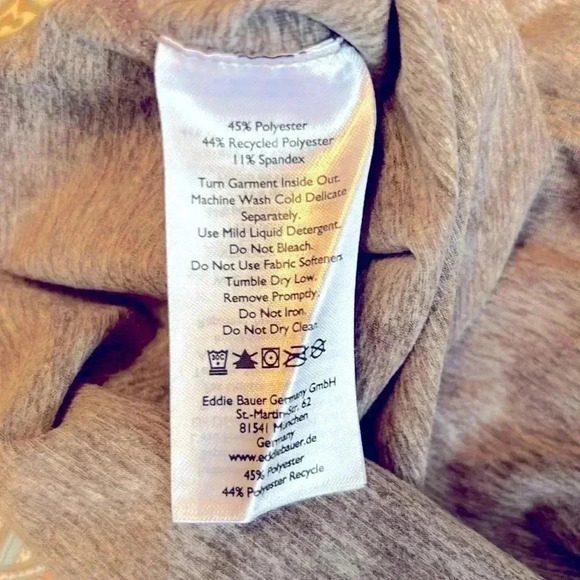 45% Polyester
44% Recycled Polyester
11% Spandex
Turn Garment Inside Out.
Machine Wash Cold Delicate
Separately.
Use Mild Liquid Detergent.
Do Not Bleach.
Do Not Use Fabric Softeners
Tumble Dry Low.
Remove Promptly.
Do Not Iron.
Do Not Dry Clean
30C
Eddie Bauer Germany GmbH
St.-Martin-Str. 62
81541 München
Germany
www.eddiebauer.de
45% Polyester
44% Polyester Recycle